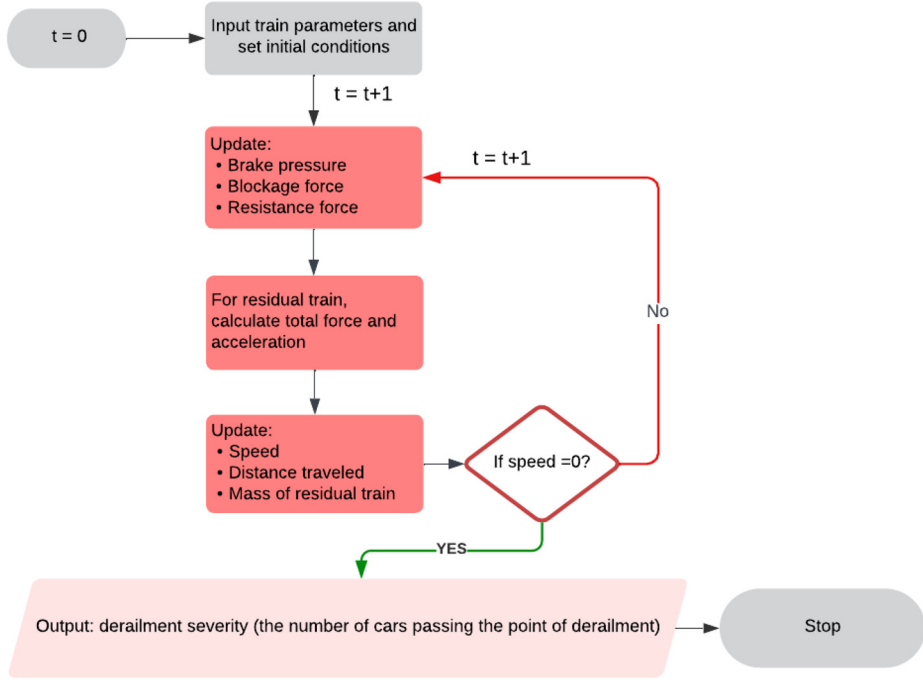 t = 0
Input train parameters and
set initial conditions
t = t+1
Update:
• Brake pressure
• Blockage force
• Resistance force
t = t+1
For residual train,
calculate total force and
acceleration
No
Update:
• Speed
• Distance traveled
• Mass of residual train
If speed =0?
YES
Output: derailment severity (the number of cars passing the point of derailment)
Stop